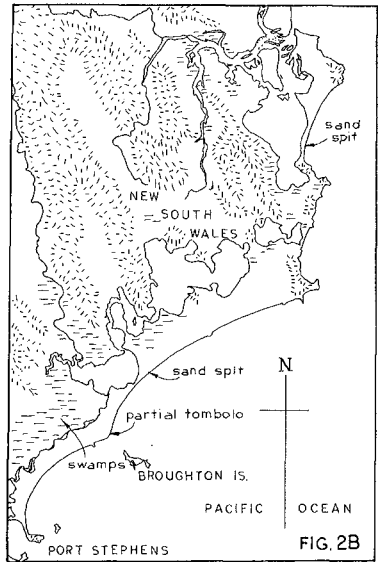 sand
spit
NEW
SOUTH
WALES
N
sand spit
partial tombolo
swamps
BROUGHTON IS.
PACIFIC OCEAN
PORT STEPHENS
FIG. 2B